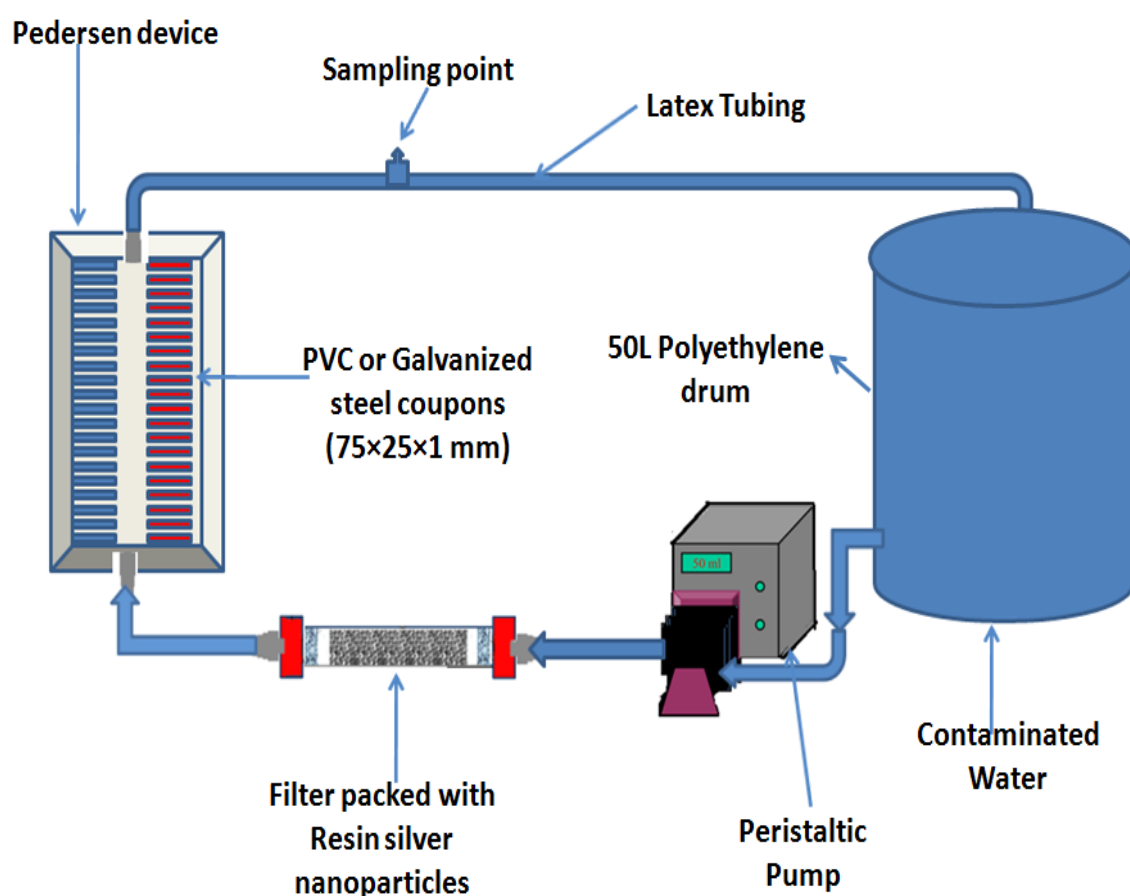 Pedersen device
Sampling point
Latex Tubing
PVC or Galvanized
steel coupons
(75×25×1 mm)
50L Polyethylene
drum
50 ml
Contaminated
Water
Filter packed with
Resin silver
nanoparticles
Peristaltic
Pump